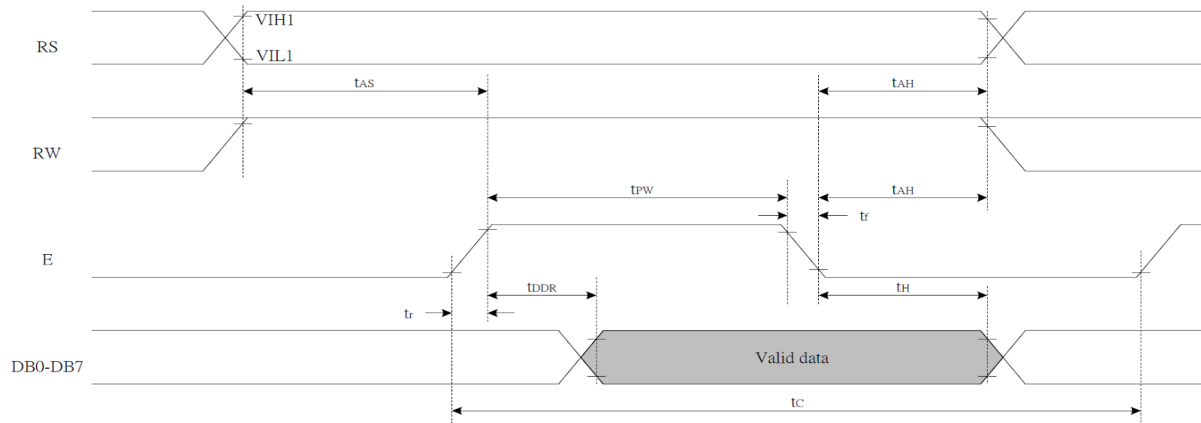 VIH1
RS
VIL1
tAS
tAH
RW
tPW
tAH
tf
E
tDDR
tH
tr
DB0-DB7
Valid data
tC